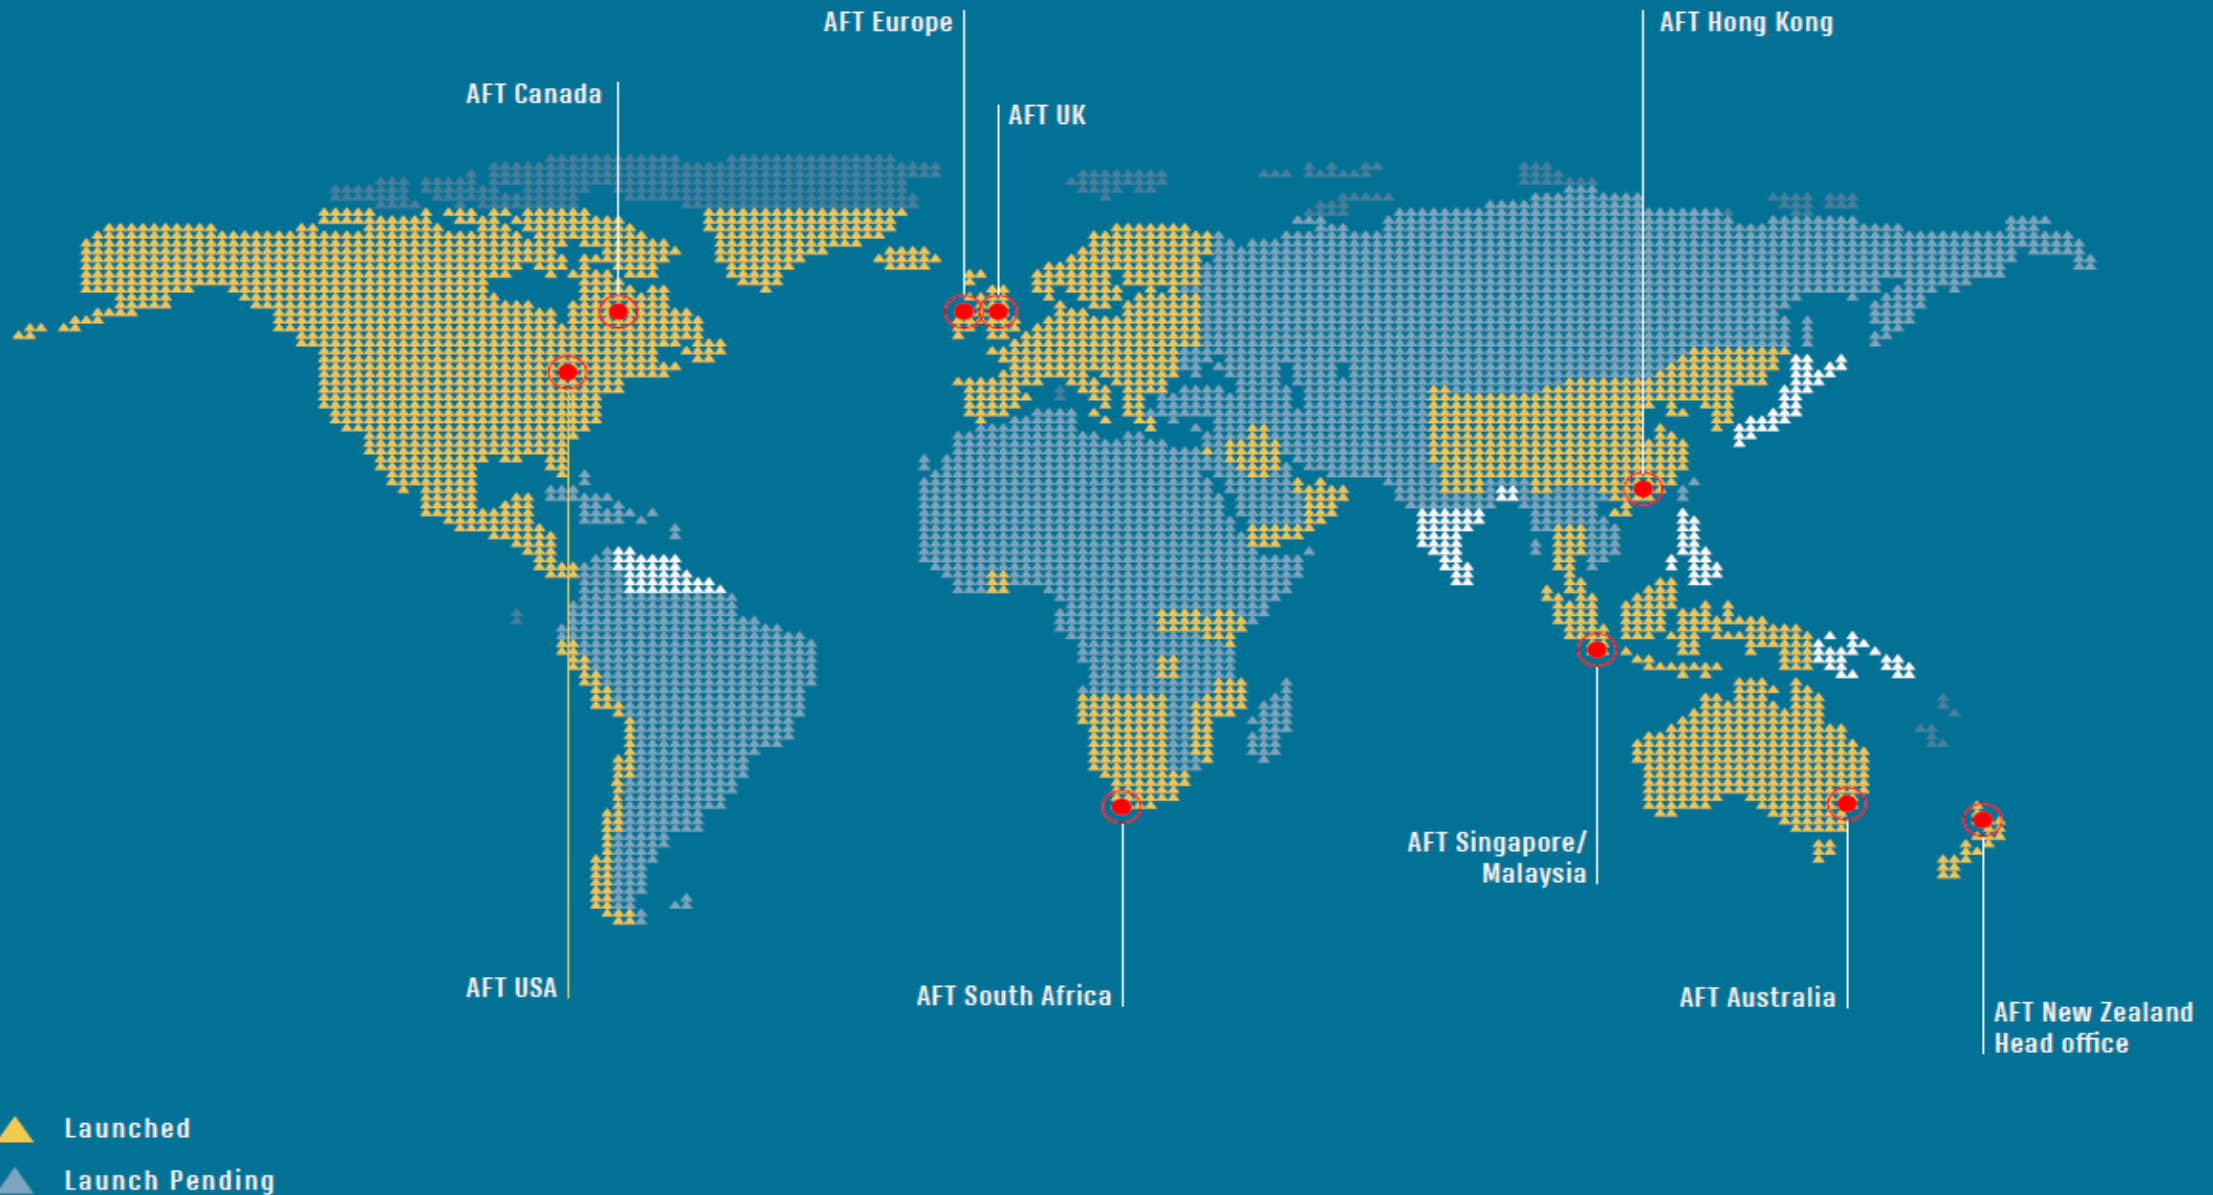 AFT Europe
AFT Hong Kong
AFT Canada
AFT UK
AFT Singapore/
Malaysia
AFT USA
AFT South Africa
AFT Australia
AFT New Zealand
Head office
Launched
Launch Pending